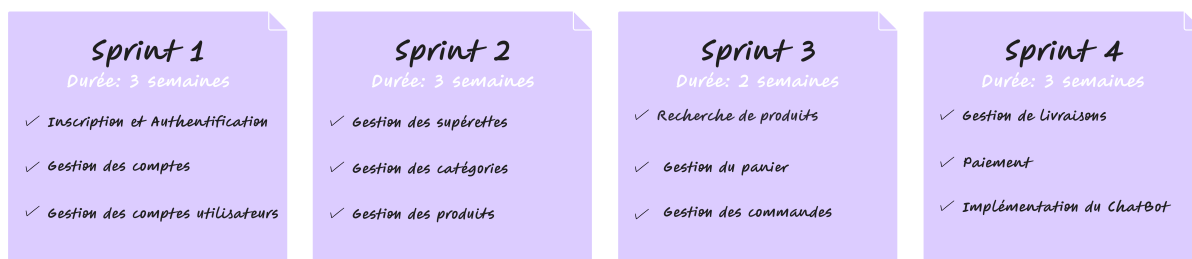 Sprint 1
Durée: 3 semaines
Inscription et Authentification
Gestion des comptes
Gestion des comptes utilisateurs
Sprint 2
Durée: 3 semaines
Gestion des supérettes
Gestion des catégories
Gestion des produits
Sprint 3
Durée: 2 semaines
Recherche de produits
Gestion du panier
Gestion des commandes
Sprint 4
Durée: 3 semaines
Gestion de livraisons
Paiement
Implémentation du ChatBot